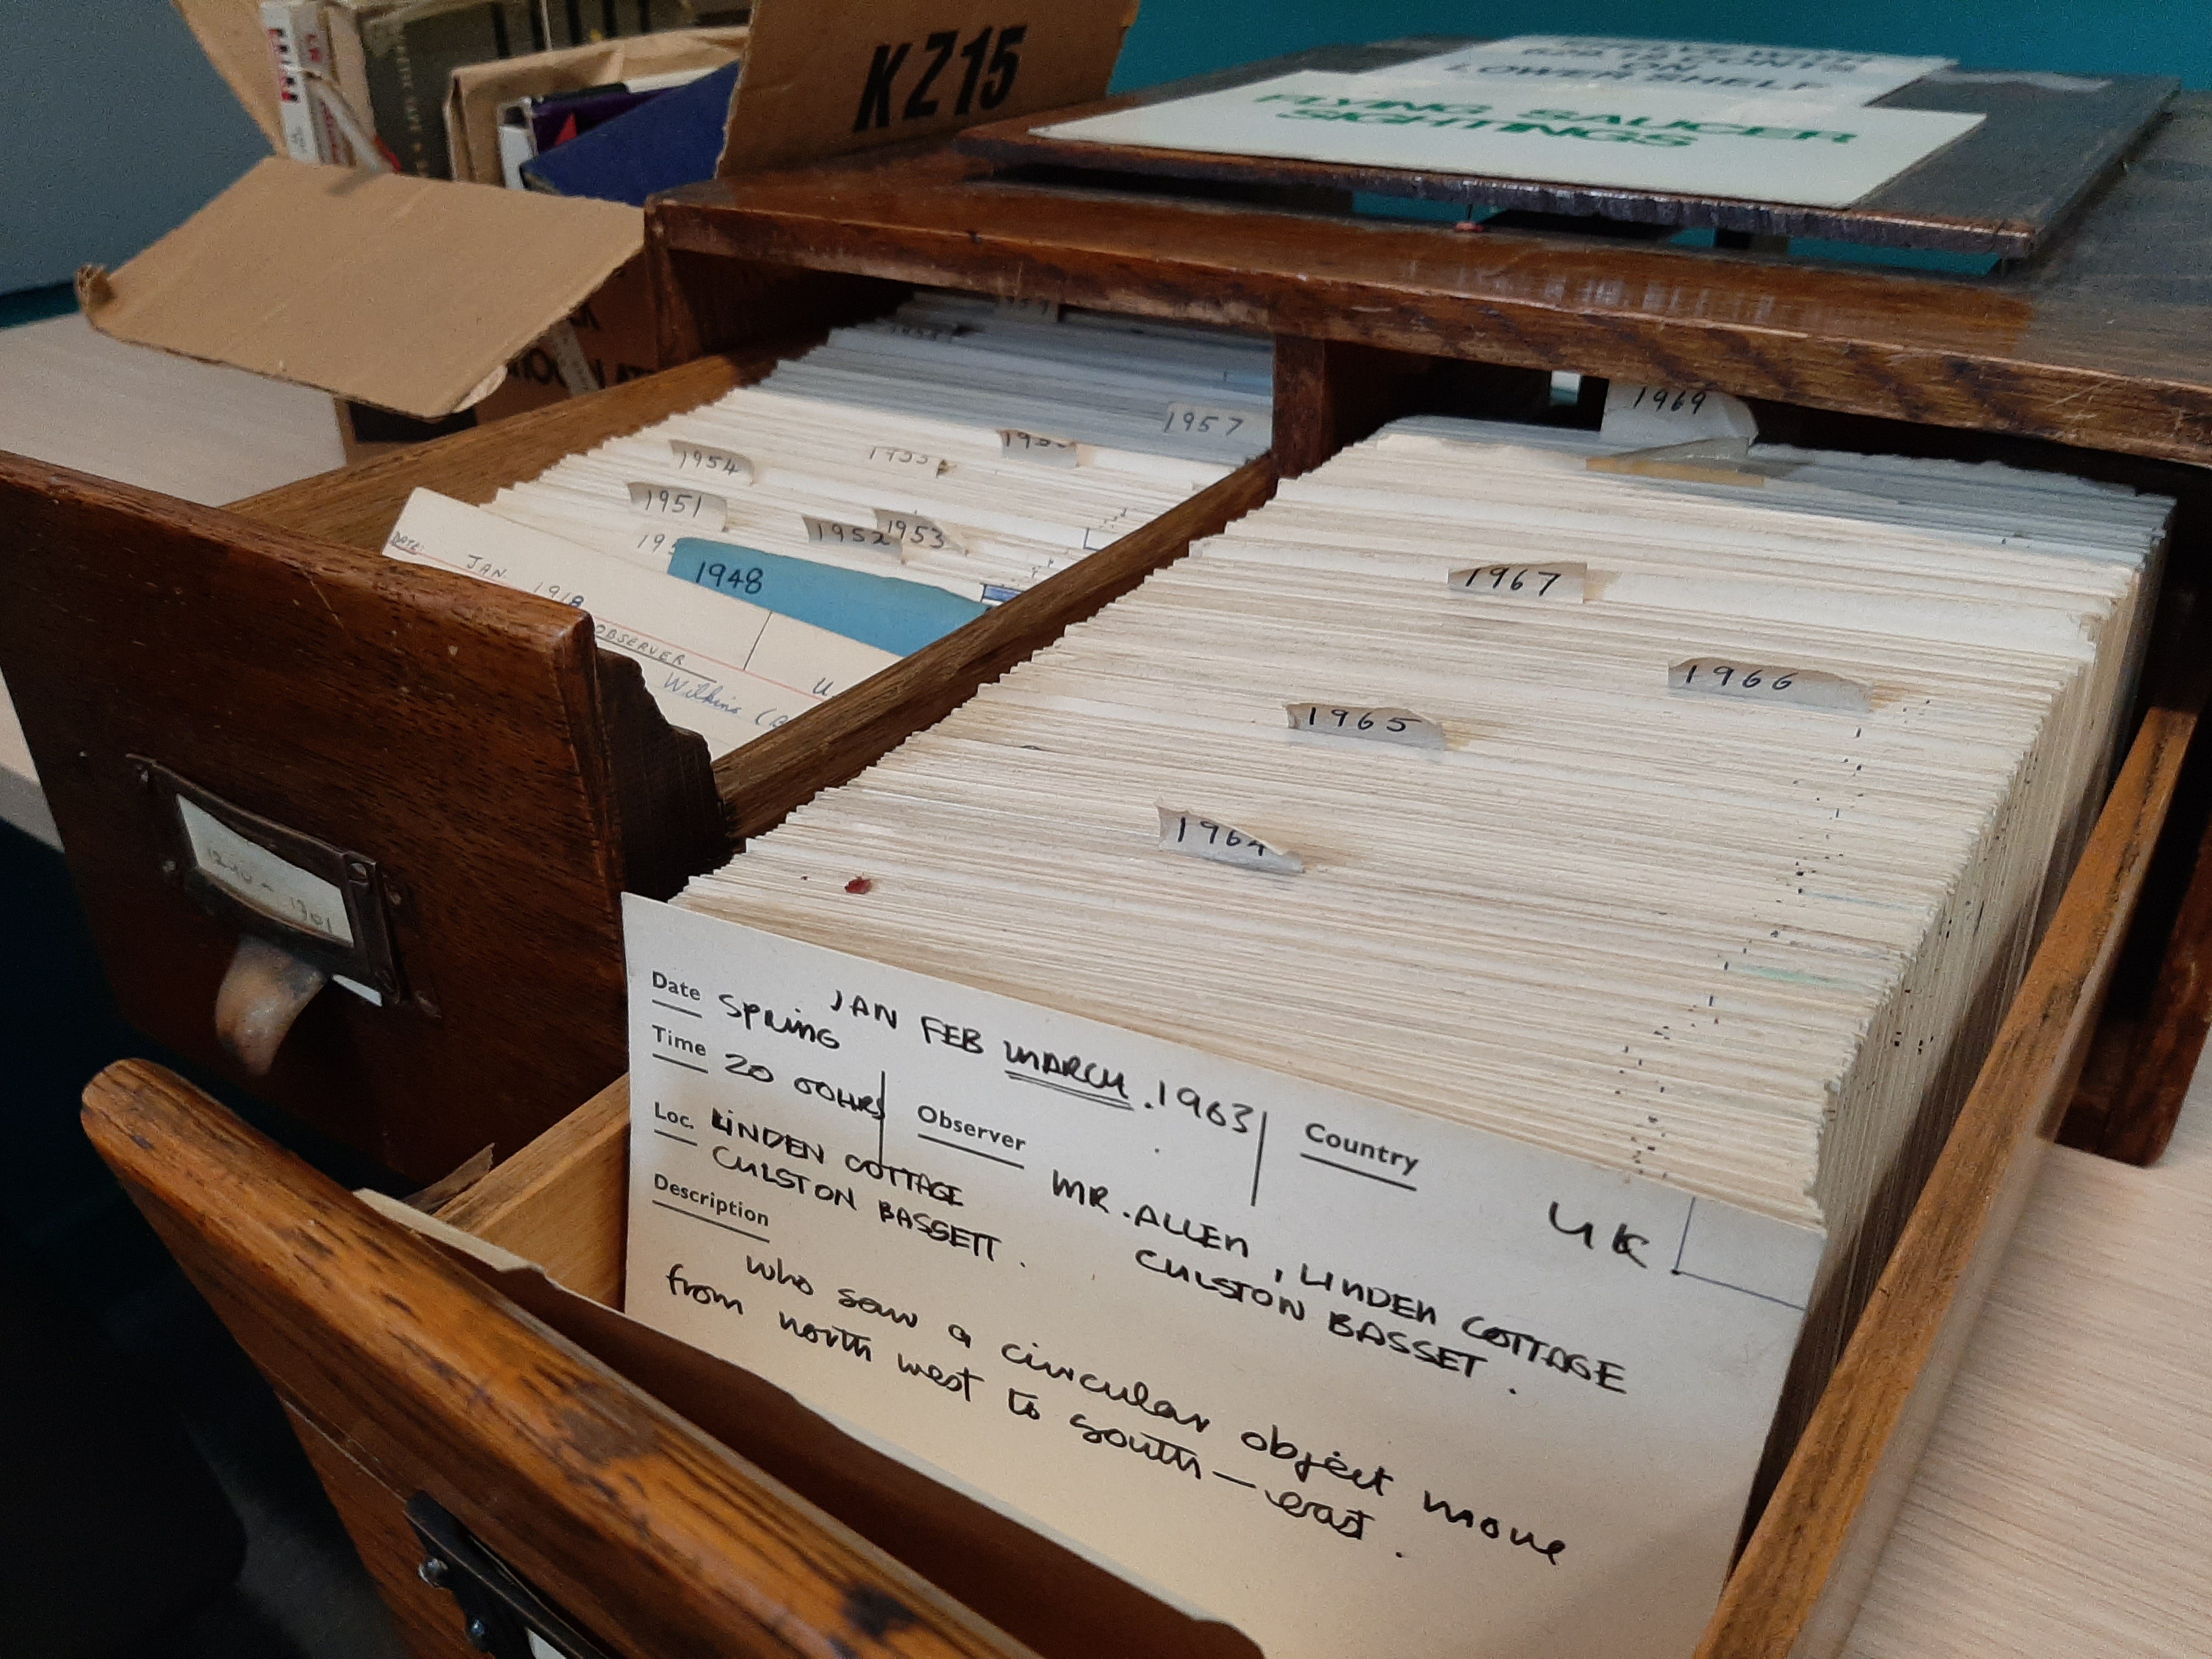 KZ15
LOWER SHELF
FLYING SAUCER
SIGHTINGS
1969
1957
1954
1951
1952
1953
1948
1967
1966
1965
1964
DATE:
JAN 1918
OBSERVER
Wilkins
U
Date Spring JAN FEB MARCH. 1963
Time 20 00HRS
Observer MR. ALLEN, LINDEN COTTAGE
CULSTON BASSET.
Country UK
Loc. LINDEN COTTAGE
CULSTON BASSETT.
Description
who saw a circular object move
from north west to south-east.